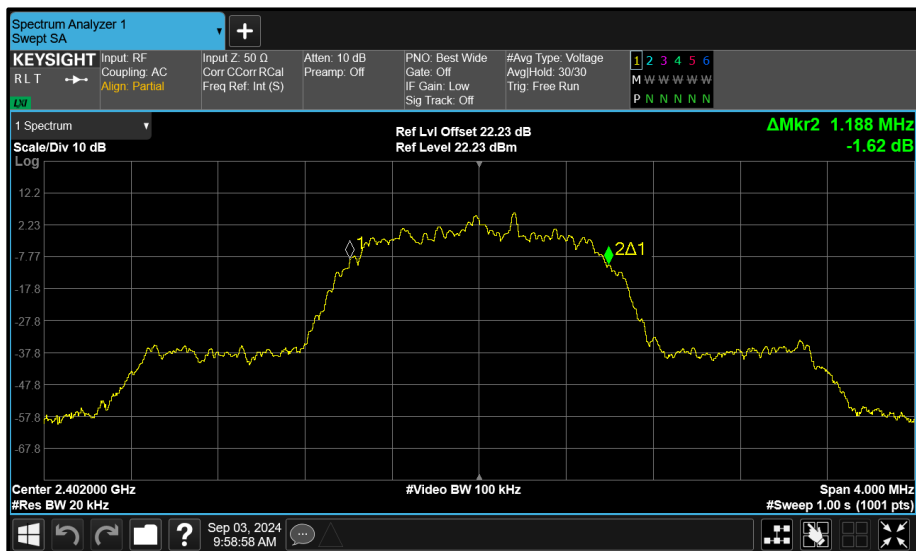 Spectrum Analyzer 1
Swept SA
+
KEYSIGHT
R L T
LXI
Input: RF
Coupling: AC
Align: Partial
Input Z: 50 Ω
Corr CCorr RCal
Freq Ref: Int (S)
Atten: 10 dB
Preamp: Off
PNO: Best Wide
Gate: Off
IF Gain: Low
Sig Track: Off
#Avg Type: Voltage
Avg|Hold: 30/30
Trig: Free Run
1 2 3 4 5 6
M W W W W W
P N N N N N
1 Spectrum
Scale/Div 10 dB
Log
Ref Lvl Offset 22.23 dB
Ref Level 22.23 dBm
ΔMkr2 1.188 MHz
-1.62 dB
12.2
2.23
-7.77
-17.8
-27.8
-37.8
-47.8
-57.8
-67.8
1
2Δ1
Center 2.402000 GHz
#Res BW 20 kHz
#Video BW 100 kHz
Span 4.000 MHz
#Sweep 1.00 s (1001 pts)
?
Sep 03, 2024
9:58:58 AM